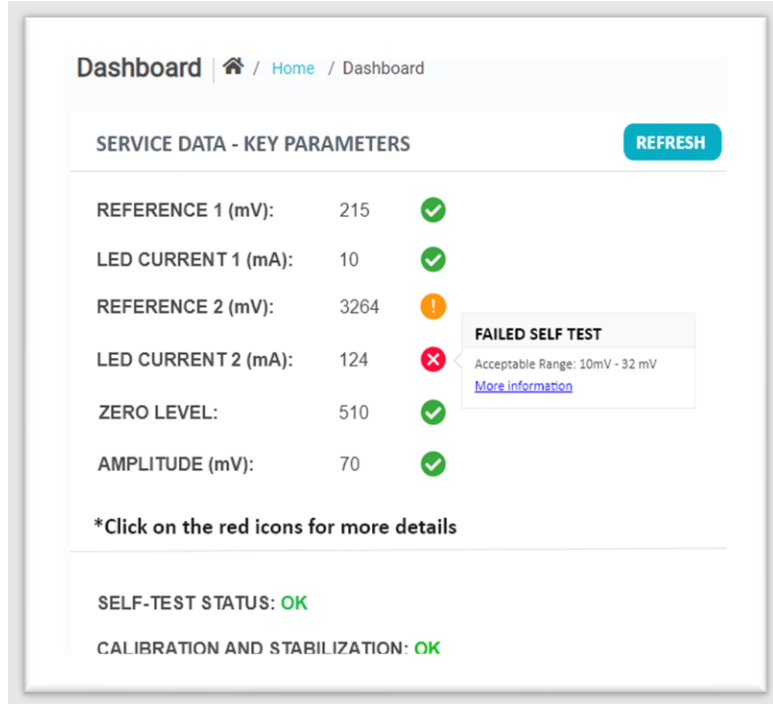 Dashboard / Home / Dashboard
SERVICE DATA - KEY PARAMETERS REFRESH
REFERENCE 1 (mV): 215
LED CURRENT 1 (mA): 10
REFERENCE 2 (mV): 3264
FAILED SELF TEST
LED CURRENT 2 (mA): 124
Acceptable Range: 10mV - 32 mV
More information
ZERO LEVEL: 510
AMPLITUDE (mV): 70
*Click on the red icons for more details
SELF-TEST STATUS: OK
CALIBRATION AND STABILIZATION: OK